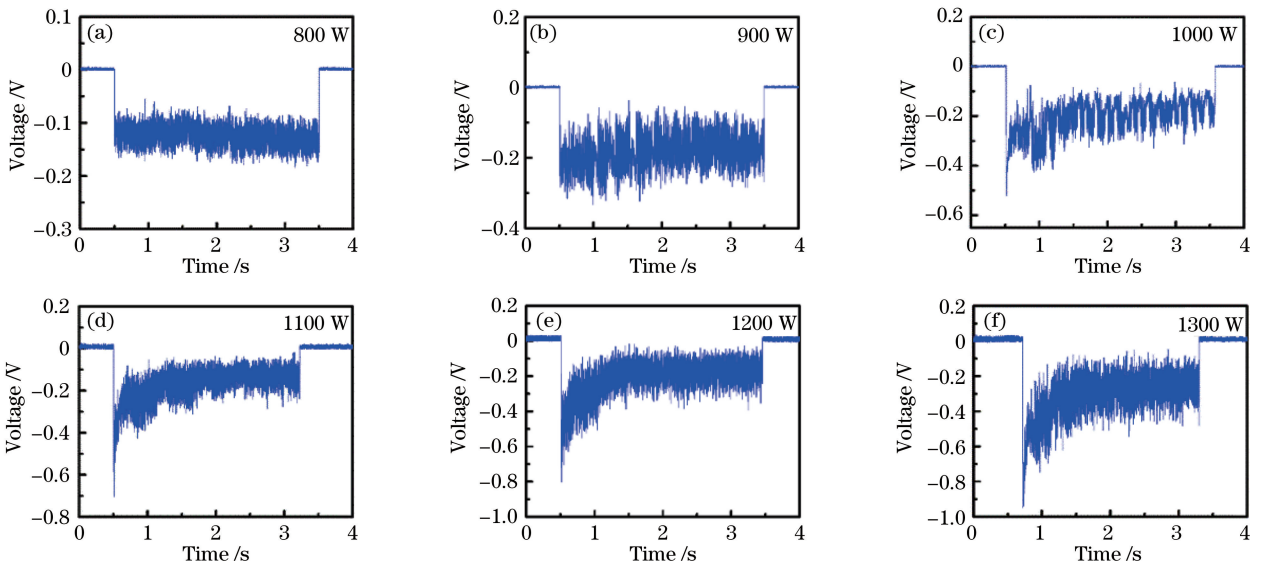 (a) 800 W
0.1
0
−0.1
−0.2
−0.3
Voltage /V
0 1 2 3 4
Time /s
(b) 900 W
0.2
0
−0.2
−0.4
Voltage /V
0 1 2 3 4
Time /s
(c) 1000 W
0.2
0
−0.2
−0.4
−0.6
Voltage /V
0 1 2 3 4
Time /s
(d) 1100 W
0.2
0
−0.2
−0.4
−0.6
−0.8
Voltage /V
0 1 2 3 4
Time /s
(e) 1200 W
0.2
0
−0.2
−0.4
−0.6
−0.8
−1.0
Voltage /V
0 1 2 3 4
Time /s
(f) 1300 W
0.2
0
−0.2
−0.4
−0.6
−0.8
−1.0
Voltage /V
0 1 2 3 4
Time /s